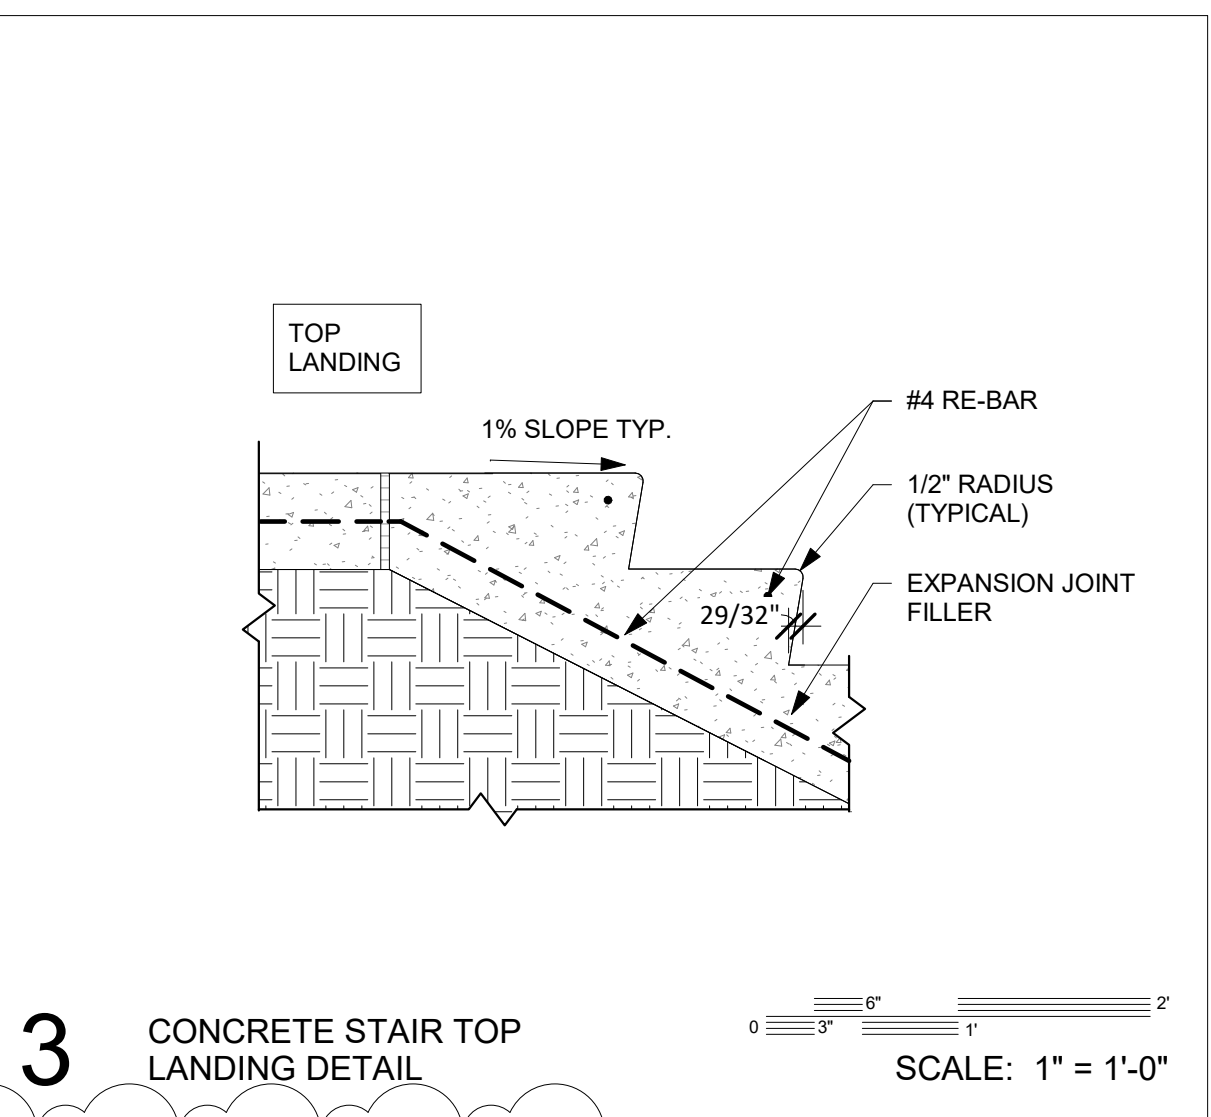 TOP
LANDING
1% SLOPE TYP.
#4 RE-BAR
1/2" RADIUS
(TYPICAL)
EXPANSION JOINT
FILLER
29/32"
3
CONCRETE STAIR TOP
LANDING DETAIL
6"
2'
0
3"
1'
SCALE: 1" = 1'-0"